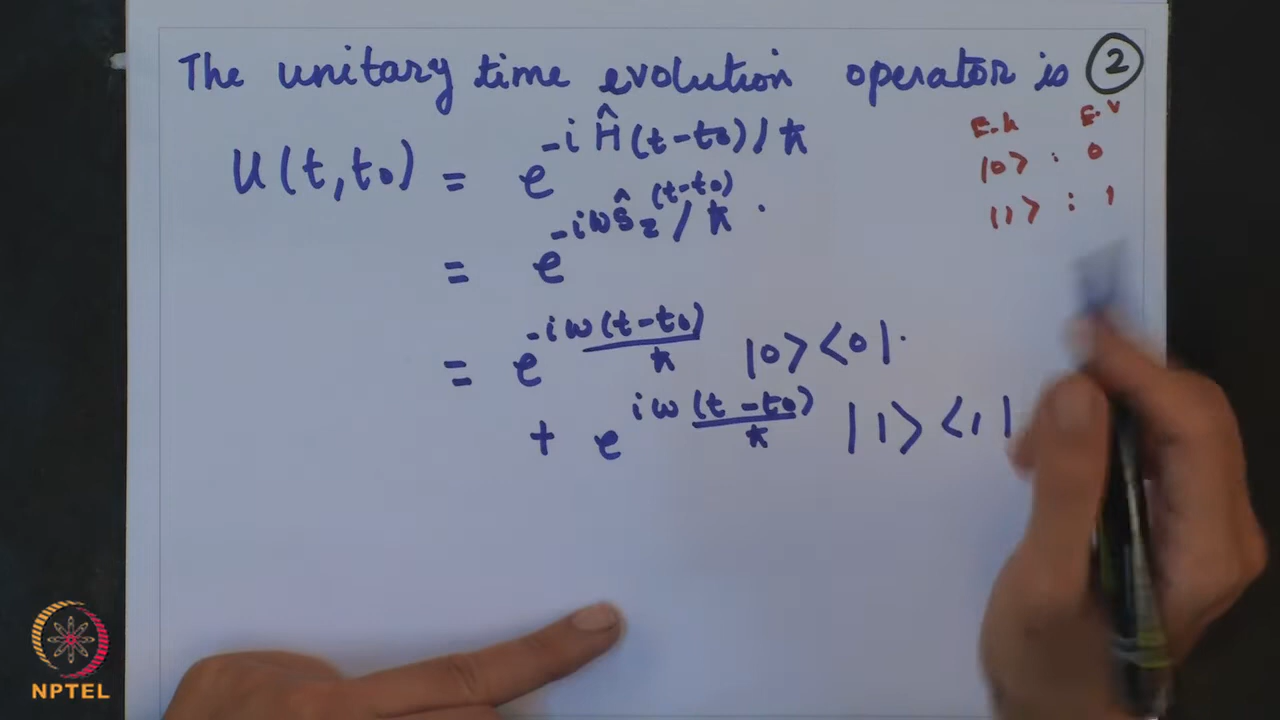 The unitary time evolution operator is ②
E.k E.V
U(t,t₀) = e^{-iĤ(t-t₀)/ħ}
|0> : 0
|1> : 1
= e^{-iωŜ_z(t-t₀)/ħ} .
= e^{-iω(t-t₀)/ħ} |0><0|.
+ e^{iω(t-t₀)/ħ} |1><1|
NPTEL